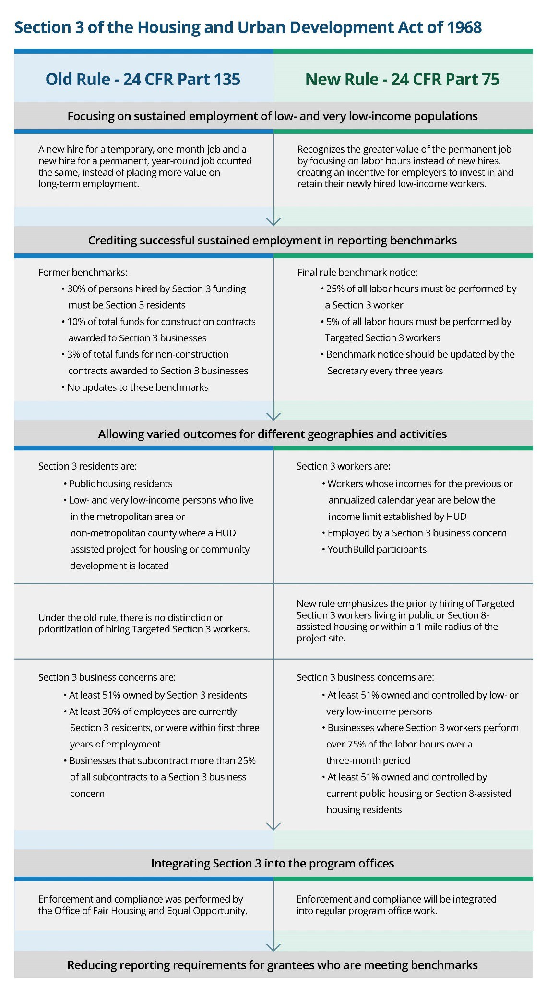 Section 3 of the Housing and Urban Development Act of 1968
Old Rule - 24 CFR Part 135
New Rule - 24 CFR Part 75
Focusing on sustained employment of low- and very low-income populations
A new hire for a temporary, one-month job and a
new hire for a permanent, year-round job counted
the same, instead of placing more value on
long-term employment.
Recognizes the greater value of the permanent job
by focusing on labor hours instead of new hires,
creating an incentive for employers to invest in and
retain their newly hired low-income workers.
Crediting successful sustained employment in reporting benchmarks
Former benchmarks:
• 30% of persons hired by Section 3 funding
must be Section 3 residents
• 10% of total funds for construction contracts
awarded to Section 3 businesses
• 3% of total funds for non-construction
contracts awarded to Section 3 businesses
• No updates to these benchmarks
Final rule benchmark notice:
• 25% of all labor hours must be performed by
a Section 3 worker
• 5% of all labor hours must be performed by
Targeted Section 3 workers
• Benchmark notice should be updated by the
Secretary every three years
Allowing varied outcomes for different geographies and activities
Section 3 residents are:
• Public housing residents
• Low- and very low-income persons who live
in the metropolitan area or
non-metropolitan county where a HUD
assisted project for housing or community
development is located
Section 3 workers are:
• Workers whose incomes for the previous or
annualized calendar year are below the
income limit established by HUD
• Employed by a Section 3 business concern
• YouthBuild participants
Under the old rule, there is no distinction or
prioritization of hiring Targeted Section 3 workers.
New rule emphasizes the priority hiring of Targeted
Section 3 workers living in public or Section 8-
assisted housing or within a 1 mile radius of the
project site.
Section 3 business concerns are:
• At least 51% owned by Section 3 residents
• At least 30% of employees are currently
Section 3 residents, or were within first three
years of employment
• Businesses that subcontract more than 25%
of all subcontracts to a Section 3 business
concern
Section 3 business concerns are:
• At least 51% owned and controlled by low- or
very low-income persons
• Businesses where Section 3 workers perform
over 75% of the labor hours over a
three-month period
• At least 51% owned and controlled by
current public housing or Section 8-assisted
housing residents
Integrating Section 3 into the program offices
Enforcement and compliance was performed by
the Office of Fair Housing and Equal Opportunity.
Enforcement and compliance will be integrated
into regular program office work.
Reducing reporting requirements for grantees who are meeting benchmarks